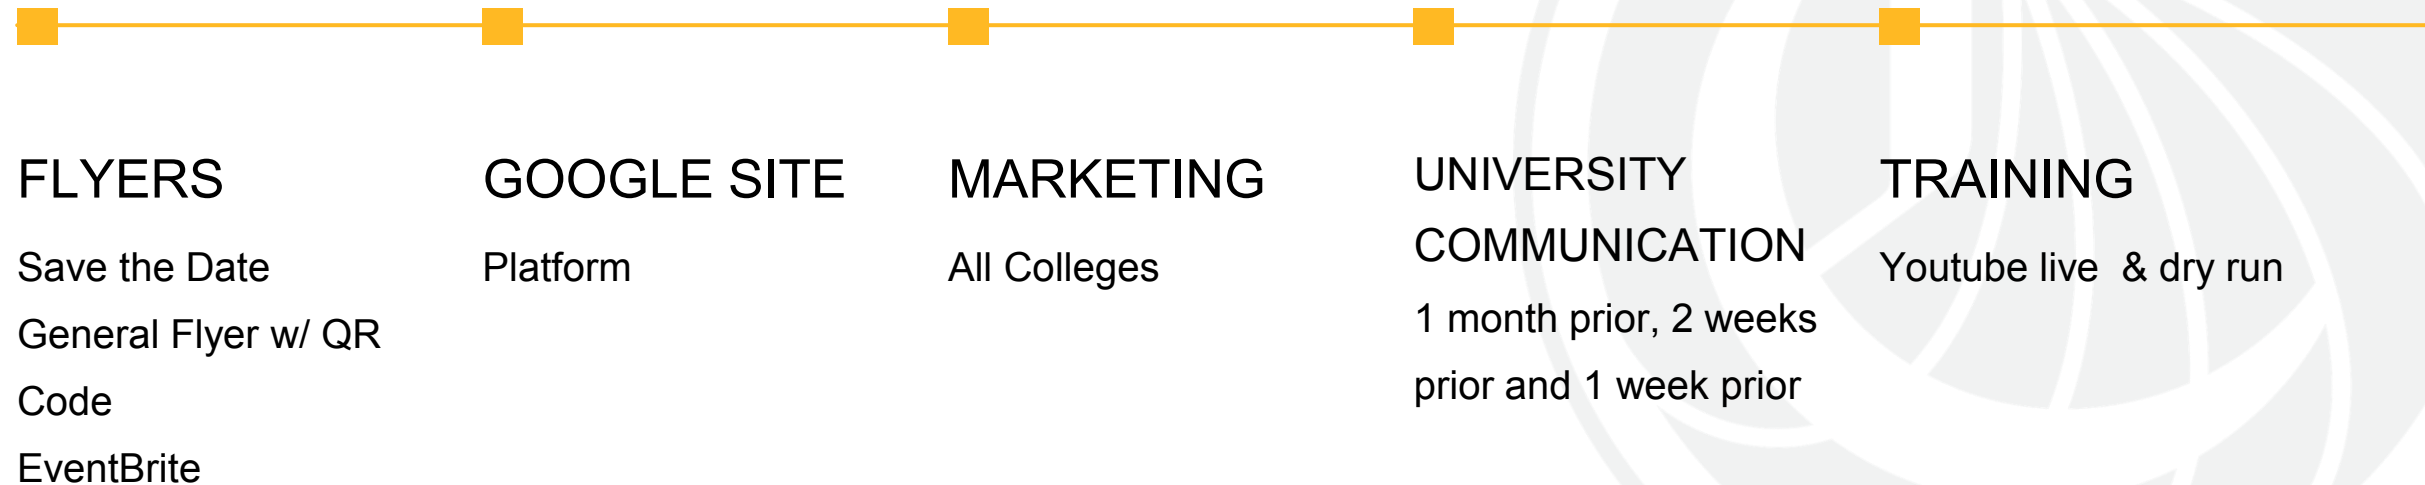 FLYERS
Save the Date
General Flyer w/ QR
Code
EventBrite
GOOGLE SITE
Platform
MARKETING
All Colleges
UNIVERSITY
COMMUNICATION
1 month prior, 2 weeks
prior and 1 week prior
TRAINING
Youtube live  & dry run